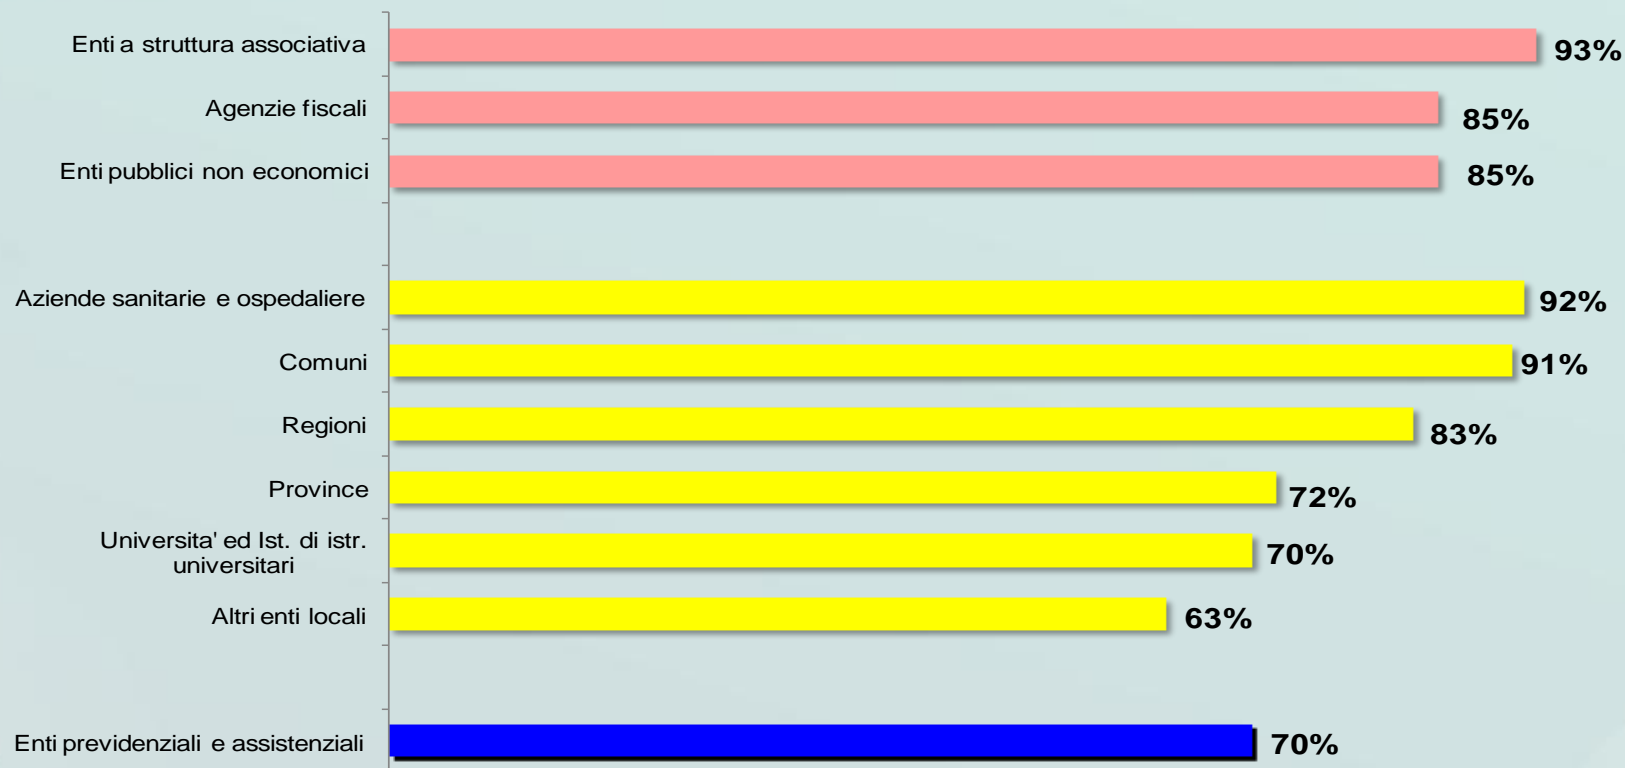 Enti a struttura associativa 93%
Agenzie fiscali 85%
Enti pubblici non economici 85%
Aziende sanitarie e ospedaliere 92%
Comuni 91%
Regioni 83%
Province 72%
Universita' ed Ist. di istr.
universitari 70%
Altri enti locali 63%
Enti previdenziali e assistenziali 70%